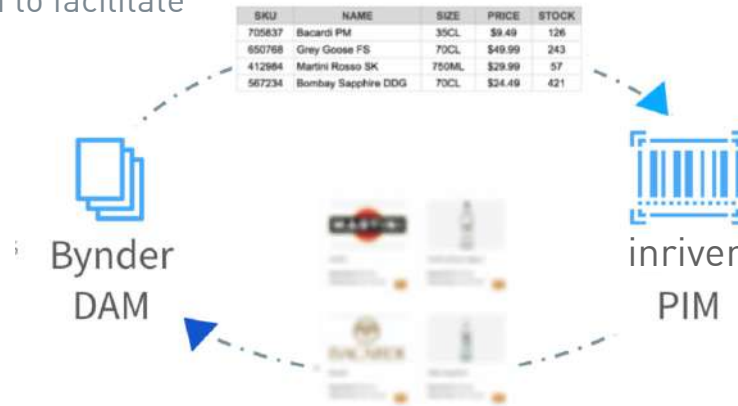 to facilitate
SKU NAME SIZE PRICE STOCK
705837 Bacardi PM 35CL $9.49 126
650768 Grey Goose FS 70CL $49.99 243
412984 Martini Rosso SK 750ML $29.99 57
567234 Bombay Sapphire DDG 70CL $24.49 421
MARTINI
BACARDI
Bynder
DAM
inriver
PIM